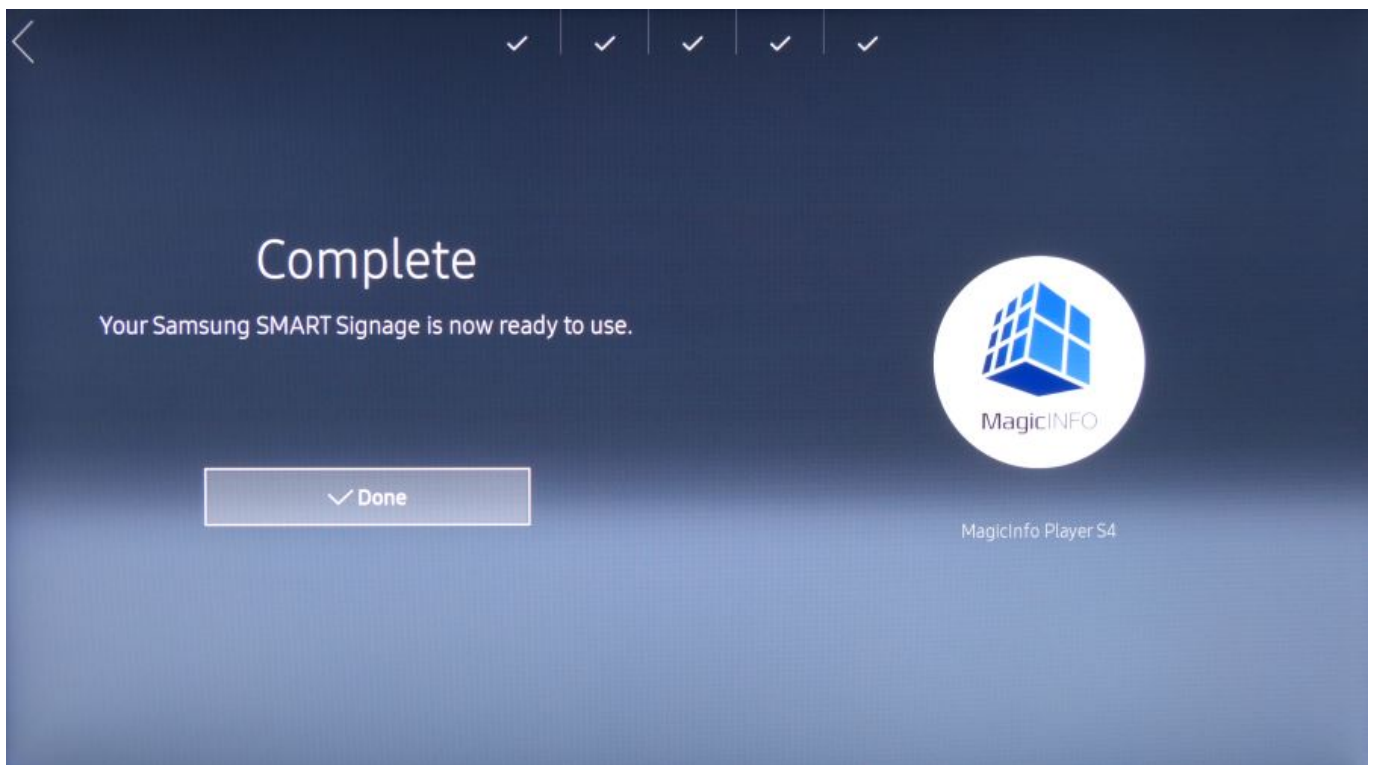 Complete
Your Samsung SMART Signage is now ready to use.
Done
MagicINFO
MagicInfo Player S4